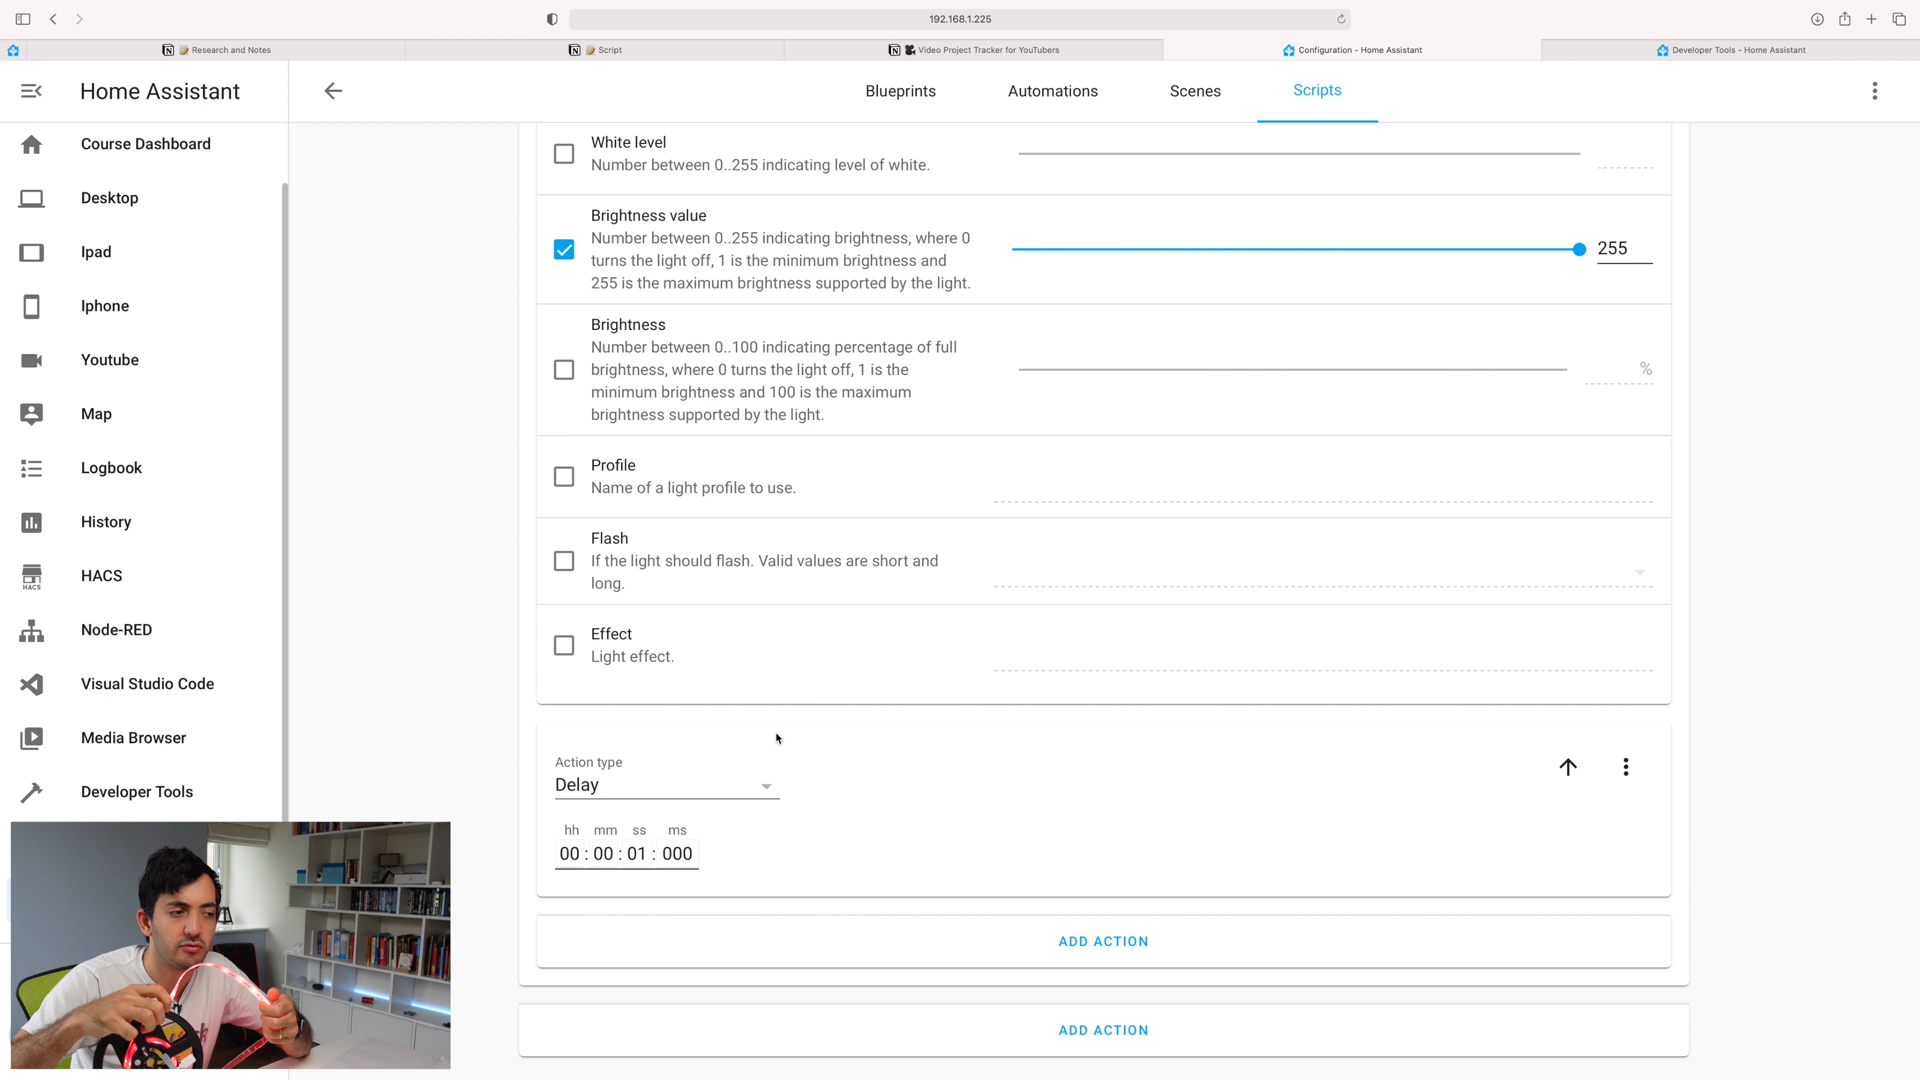 192.168.1.225
Research and Notes
Script
Video Project Tracker for YouTubers
Configuration - Home Assistant
Developer Tools - Home Assistant
Home Assistant
Blueprints
Automations
Scenes
Scripts
Course Dashboard
Desktop
Ipad
Iphone
Youtube
Map
Logbook
History
HACS
HACS
Node-RED
Visual Studio Code
Media Browser
Developer Tools
White level
Number between 0..255 indicating level of white.
Brightness value
Number between 0..255 indicating brightness, where 0
turns the light off, 1 is the minimum brightness and
255 is the maximum brightness supported by the light.
255
Brightness
Number between 0..100 indicating percentage of full
brightness, where 0 turns the light off, 1 is the
minimum brightness and 100 is the maximum
brightness supported by the light.
%
Profile
Name of a light profile to use.
Flash
If the light should flash. Valid values are short and
long.
Effect
Light effect.
Action type
Delay
hh mm ss ms
00 : 00 : 01 : 000
ADD ACTION
ADD ACTION